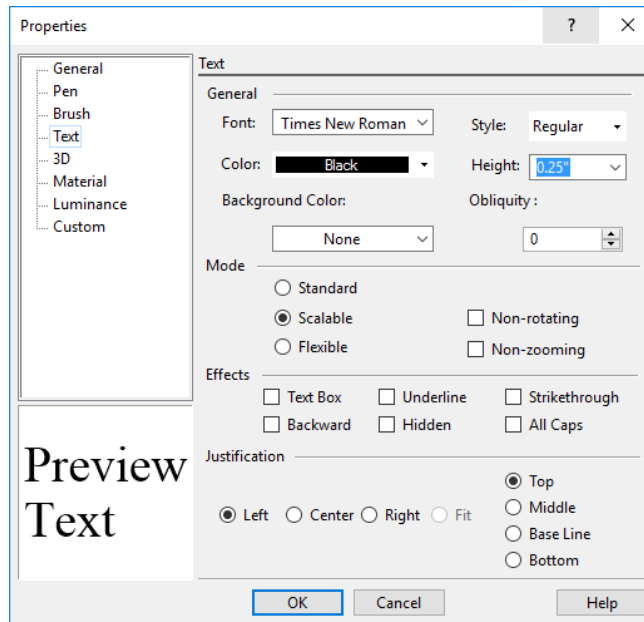 Properties
?
General
Pen
Brush
Text
3D
Material
Luminance
Custom
Preview
Text
Text
General
Font: Times New Roman Style: Regular
Color: Black Height: 0.25"
Background Color: Obliquity :
None 0
Mode
Standard
Scalable Non-rotating
Flexible Non-zooming
Effects
Text Box Underline Strikethrough
Backward Hidden All Caps
Justification
Top
Left Center Right Fit Middle
Base Line
Bottom
OK Cancel Help